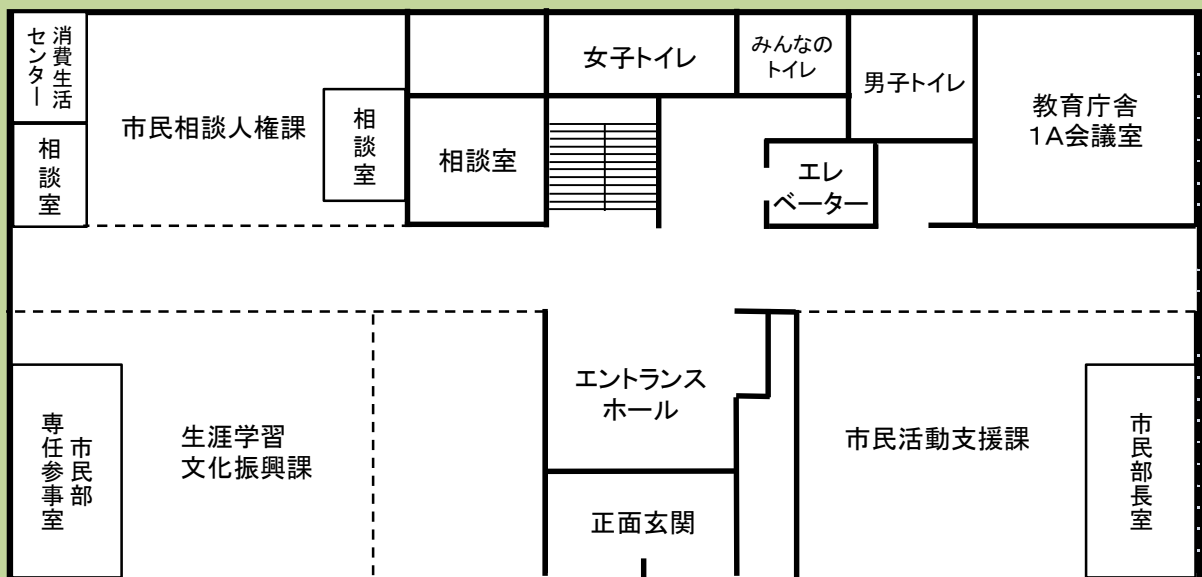 消費生活
センター
市民相談人権課
相談室
相談室
相談室
女子トイレ
みんなの
トイレ
男子トイレ
教育庁舎
1A会議室
エレ
ベーター
エントランス
ホール
正面玄関
市民部
専任参事室
生涯学習
文化振興課
市民活動支援課
市民部長室